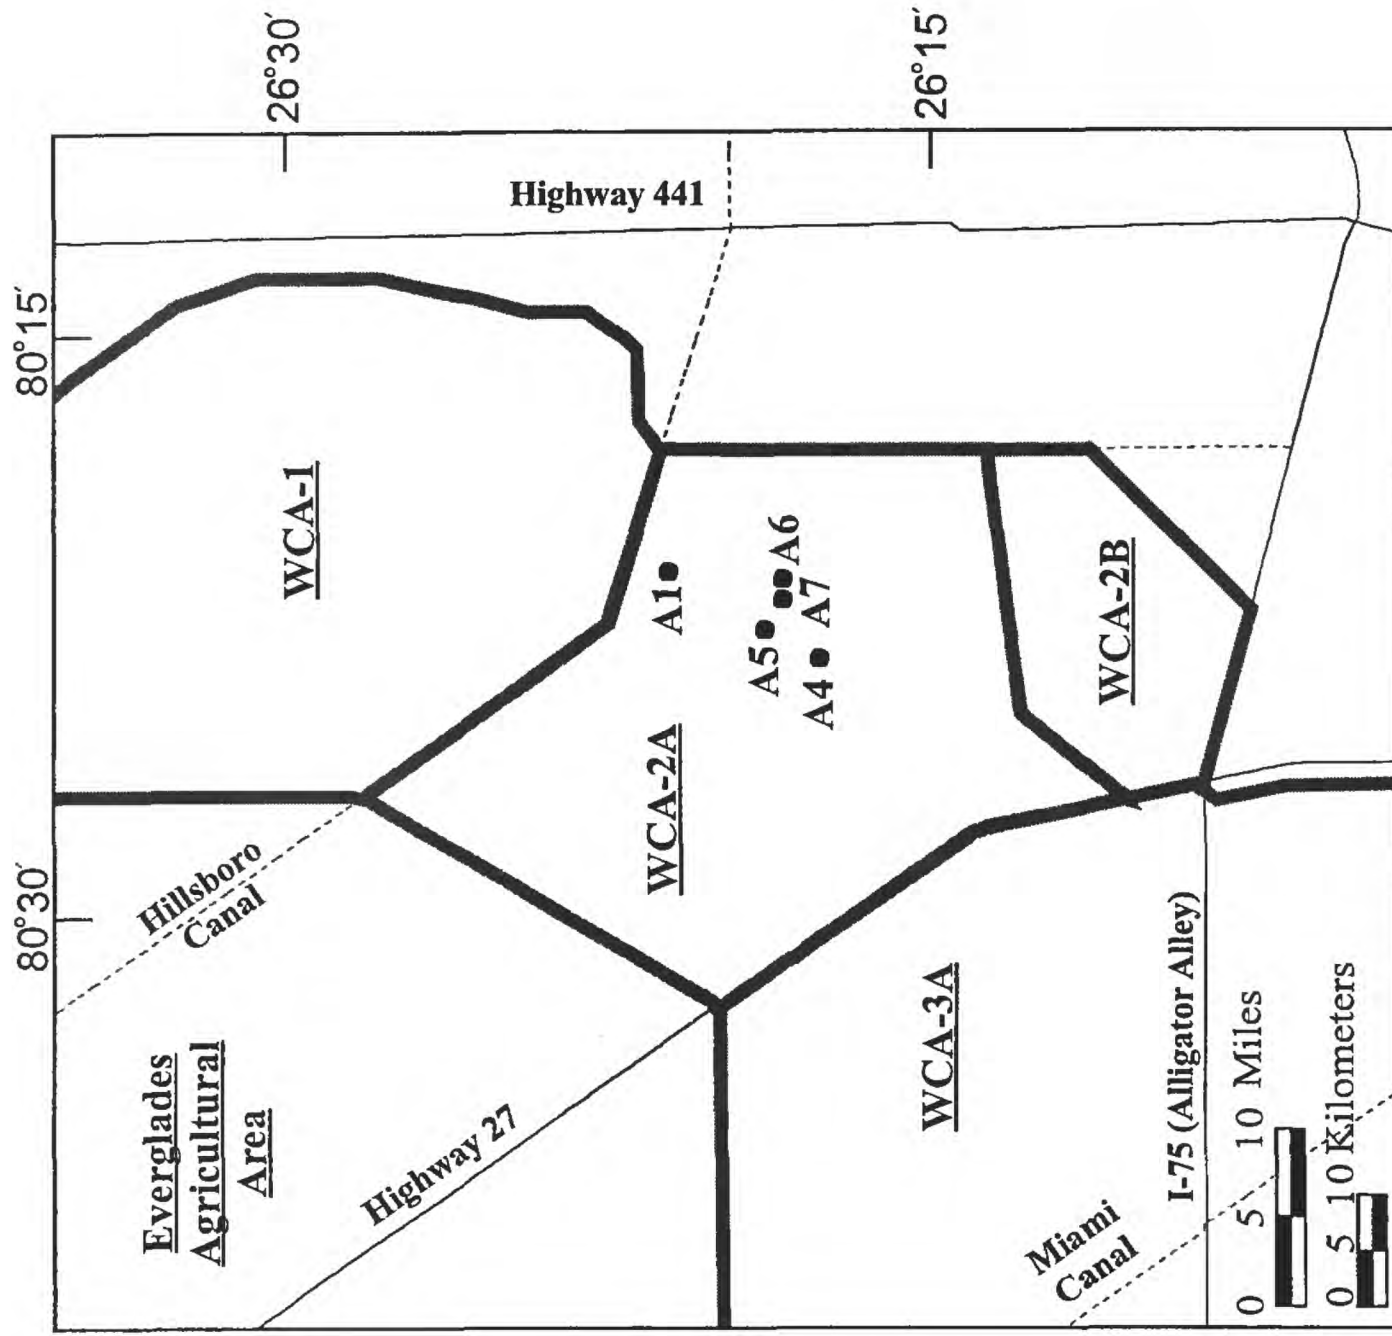 80°30′
80°15′
26°30′
26°15′
Everglades
Agricultural
Area
Hillsboro
Canal
WCA-1
Highway 441
Highway 27
WCA-2A
A1
A5
A6
A4
A7
WCA-2B
WCA-3A
I-75 (Alligator Alley)
Miami
Canal
0 5 10 Miles
0 5 10 Kilometers